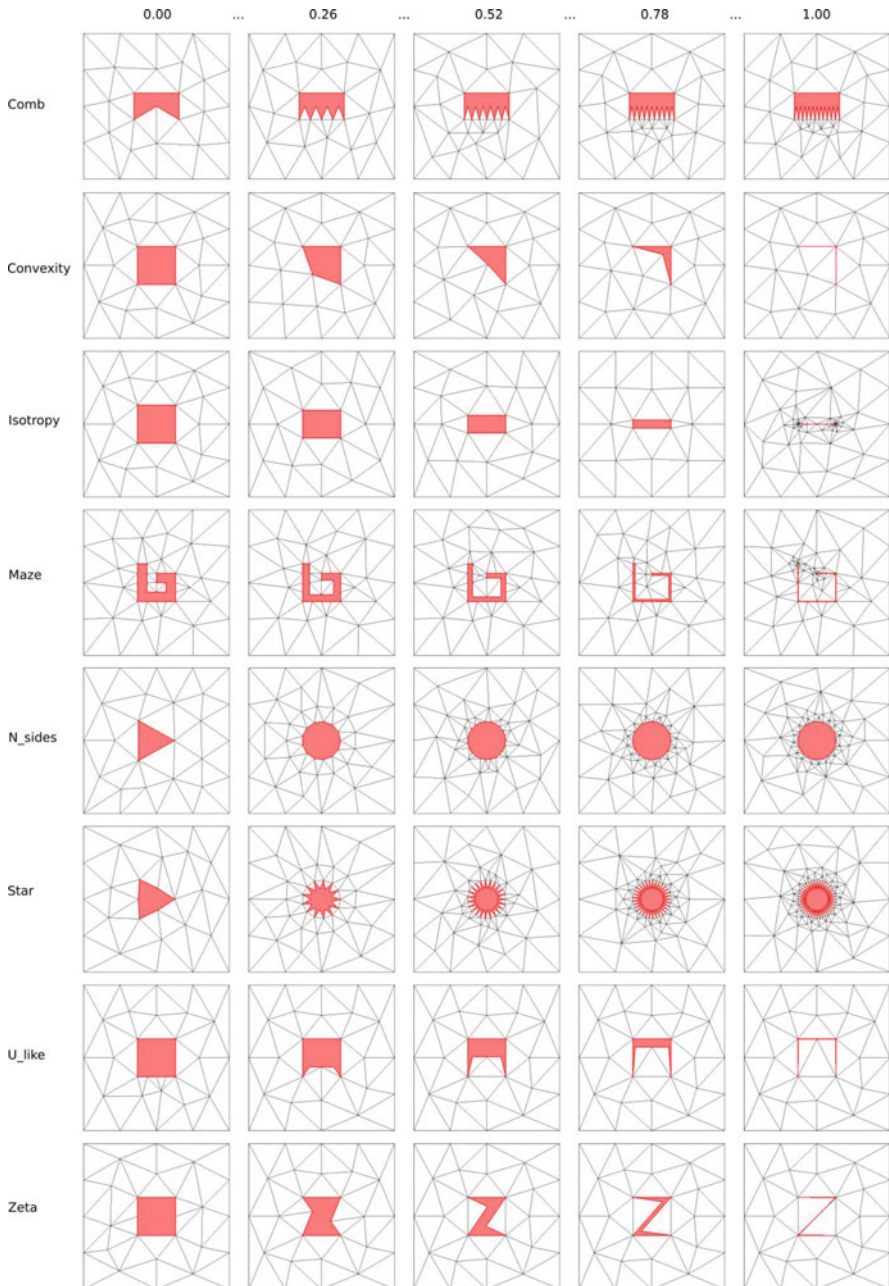 0.00 ... 0.26 ... 0.52 ... 0.78 ... 1.00
Comb
Convexity
Isotropy
Maze
N_sides
Star
U_like
Zeta